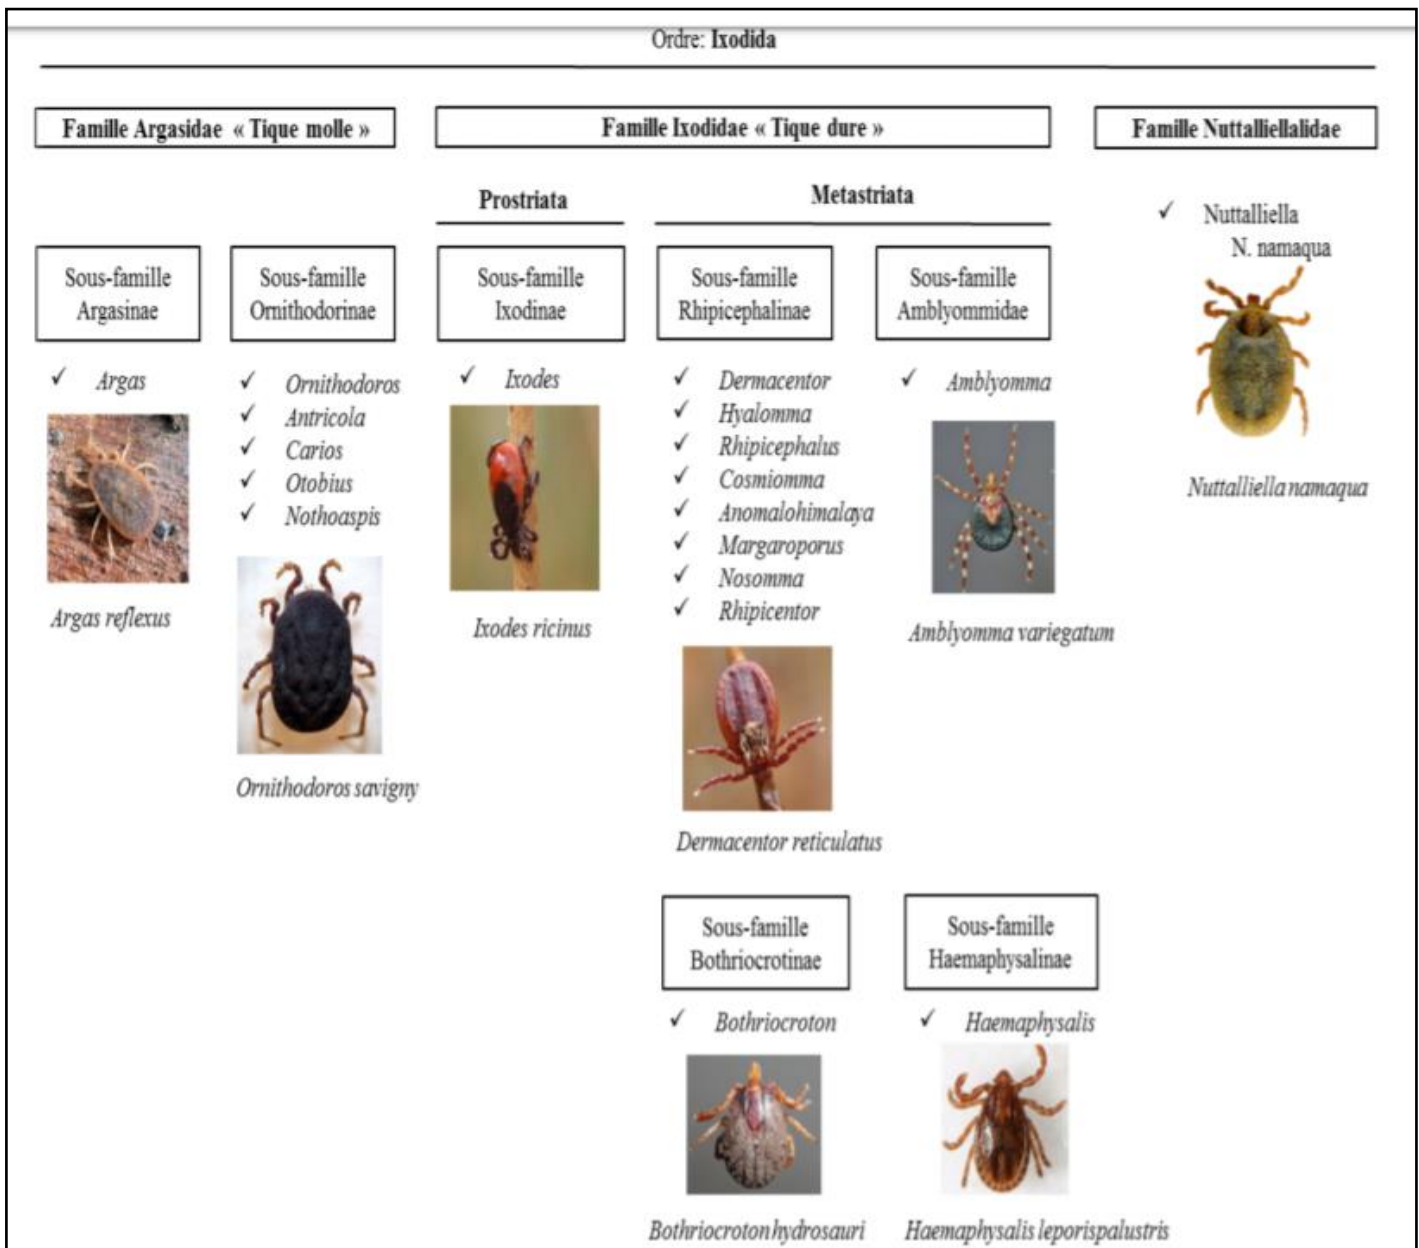 Ordre: Ixodida
Famille Argasidae « Tique molle »
Famille Ixodidae « Tique dure »
Famille Nuttalliellalidae
Prostriata
Metastriata
Sous-famille
Argasinae
✓ Argas
Argas reflexus
Sous-famille
Ornithodorinae
✓ Ornithodoros
✓ Antricola
✓ Carios
✓ Otobius
✓ Nothoaspis
Ornithodoros savigny
Sous-famille
Ixodinae
✓ Ixodes
Ixodes ricinus
Sous-famille
Rhipicephalinae
✓ Dermacentor
✓ Hyalomma
✓ Rhipicephalus
✓ Cosmiomma
✓ Anomalohimalaya
✓ Margaroporus
✓ Nosomma
✓ Rhipicentor
Dermacentor reticulatus
Sous-famille
Amblyommidae
✓ Amblyomma
Amblyomma variegatum
Sous-famille
Bothriocrotinae
✓ Bothriocroton
Bothriocroton hydrosauri
Sous-famille
Haemaphysalinae
✓ Haemaphysalis
Haemaphysalis leporispalustris
✓ Nuttalliella
N. namaqua
Nuttalliella namaqua